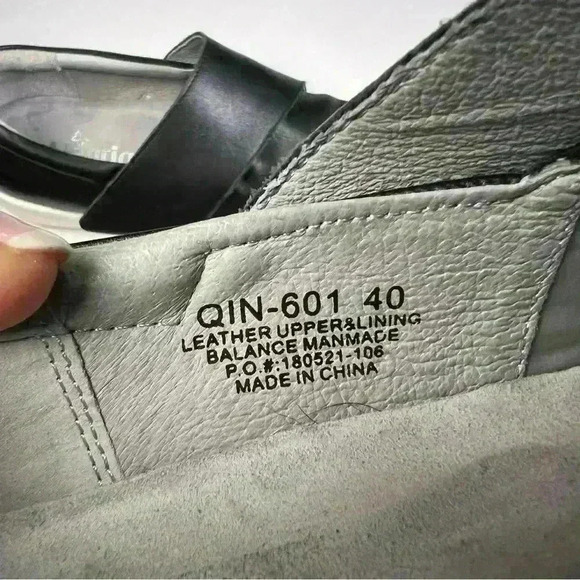 QIN-601 40
LEATHER UPPER&LINING
BALANCE MANMADE
P.O.#:180521-106
MADE IN CHINA